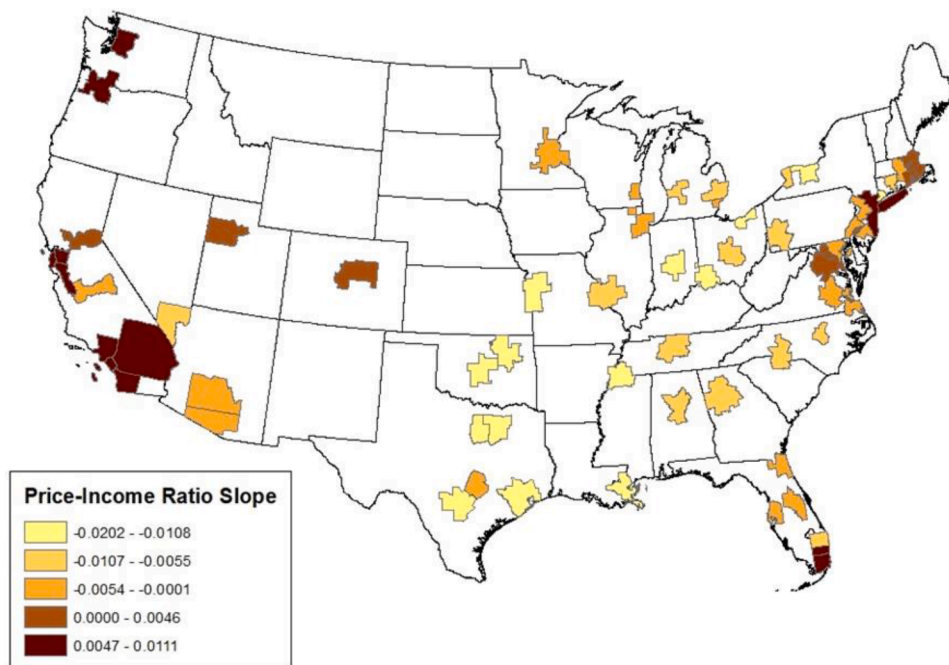 Price-Income Ratio Slope
-0.0202 - -0.0108
-0.0107 - -0.0055
-0.0054 - -0.0001
0.0000 - 0.0046
0.0047 - 0.0111